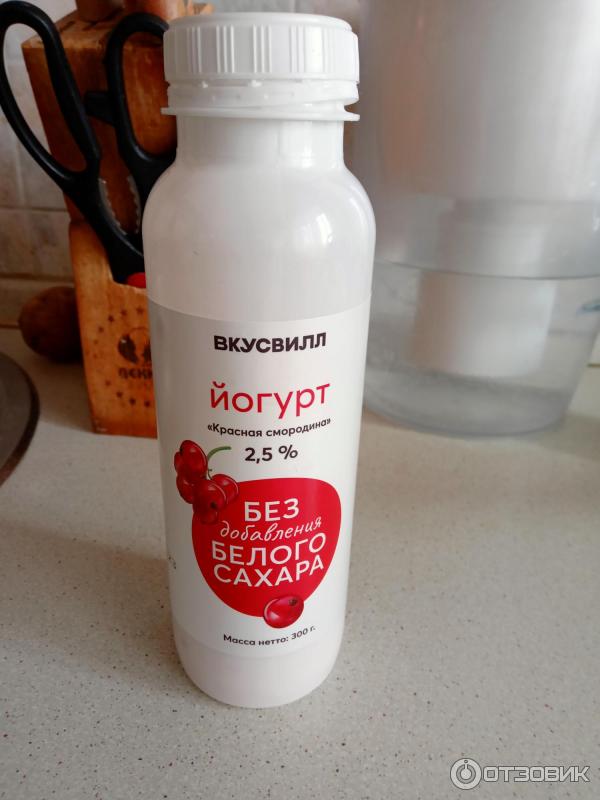 ВКУСВИЛЛ
йогурт
«Красная смородина»
2,5 %
БЕЗ
добавления
БЕЛОГО
САХАРА
Масса нетто: 300 г.
ОТЗОВИК